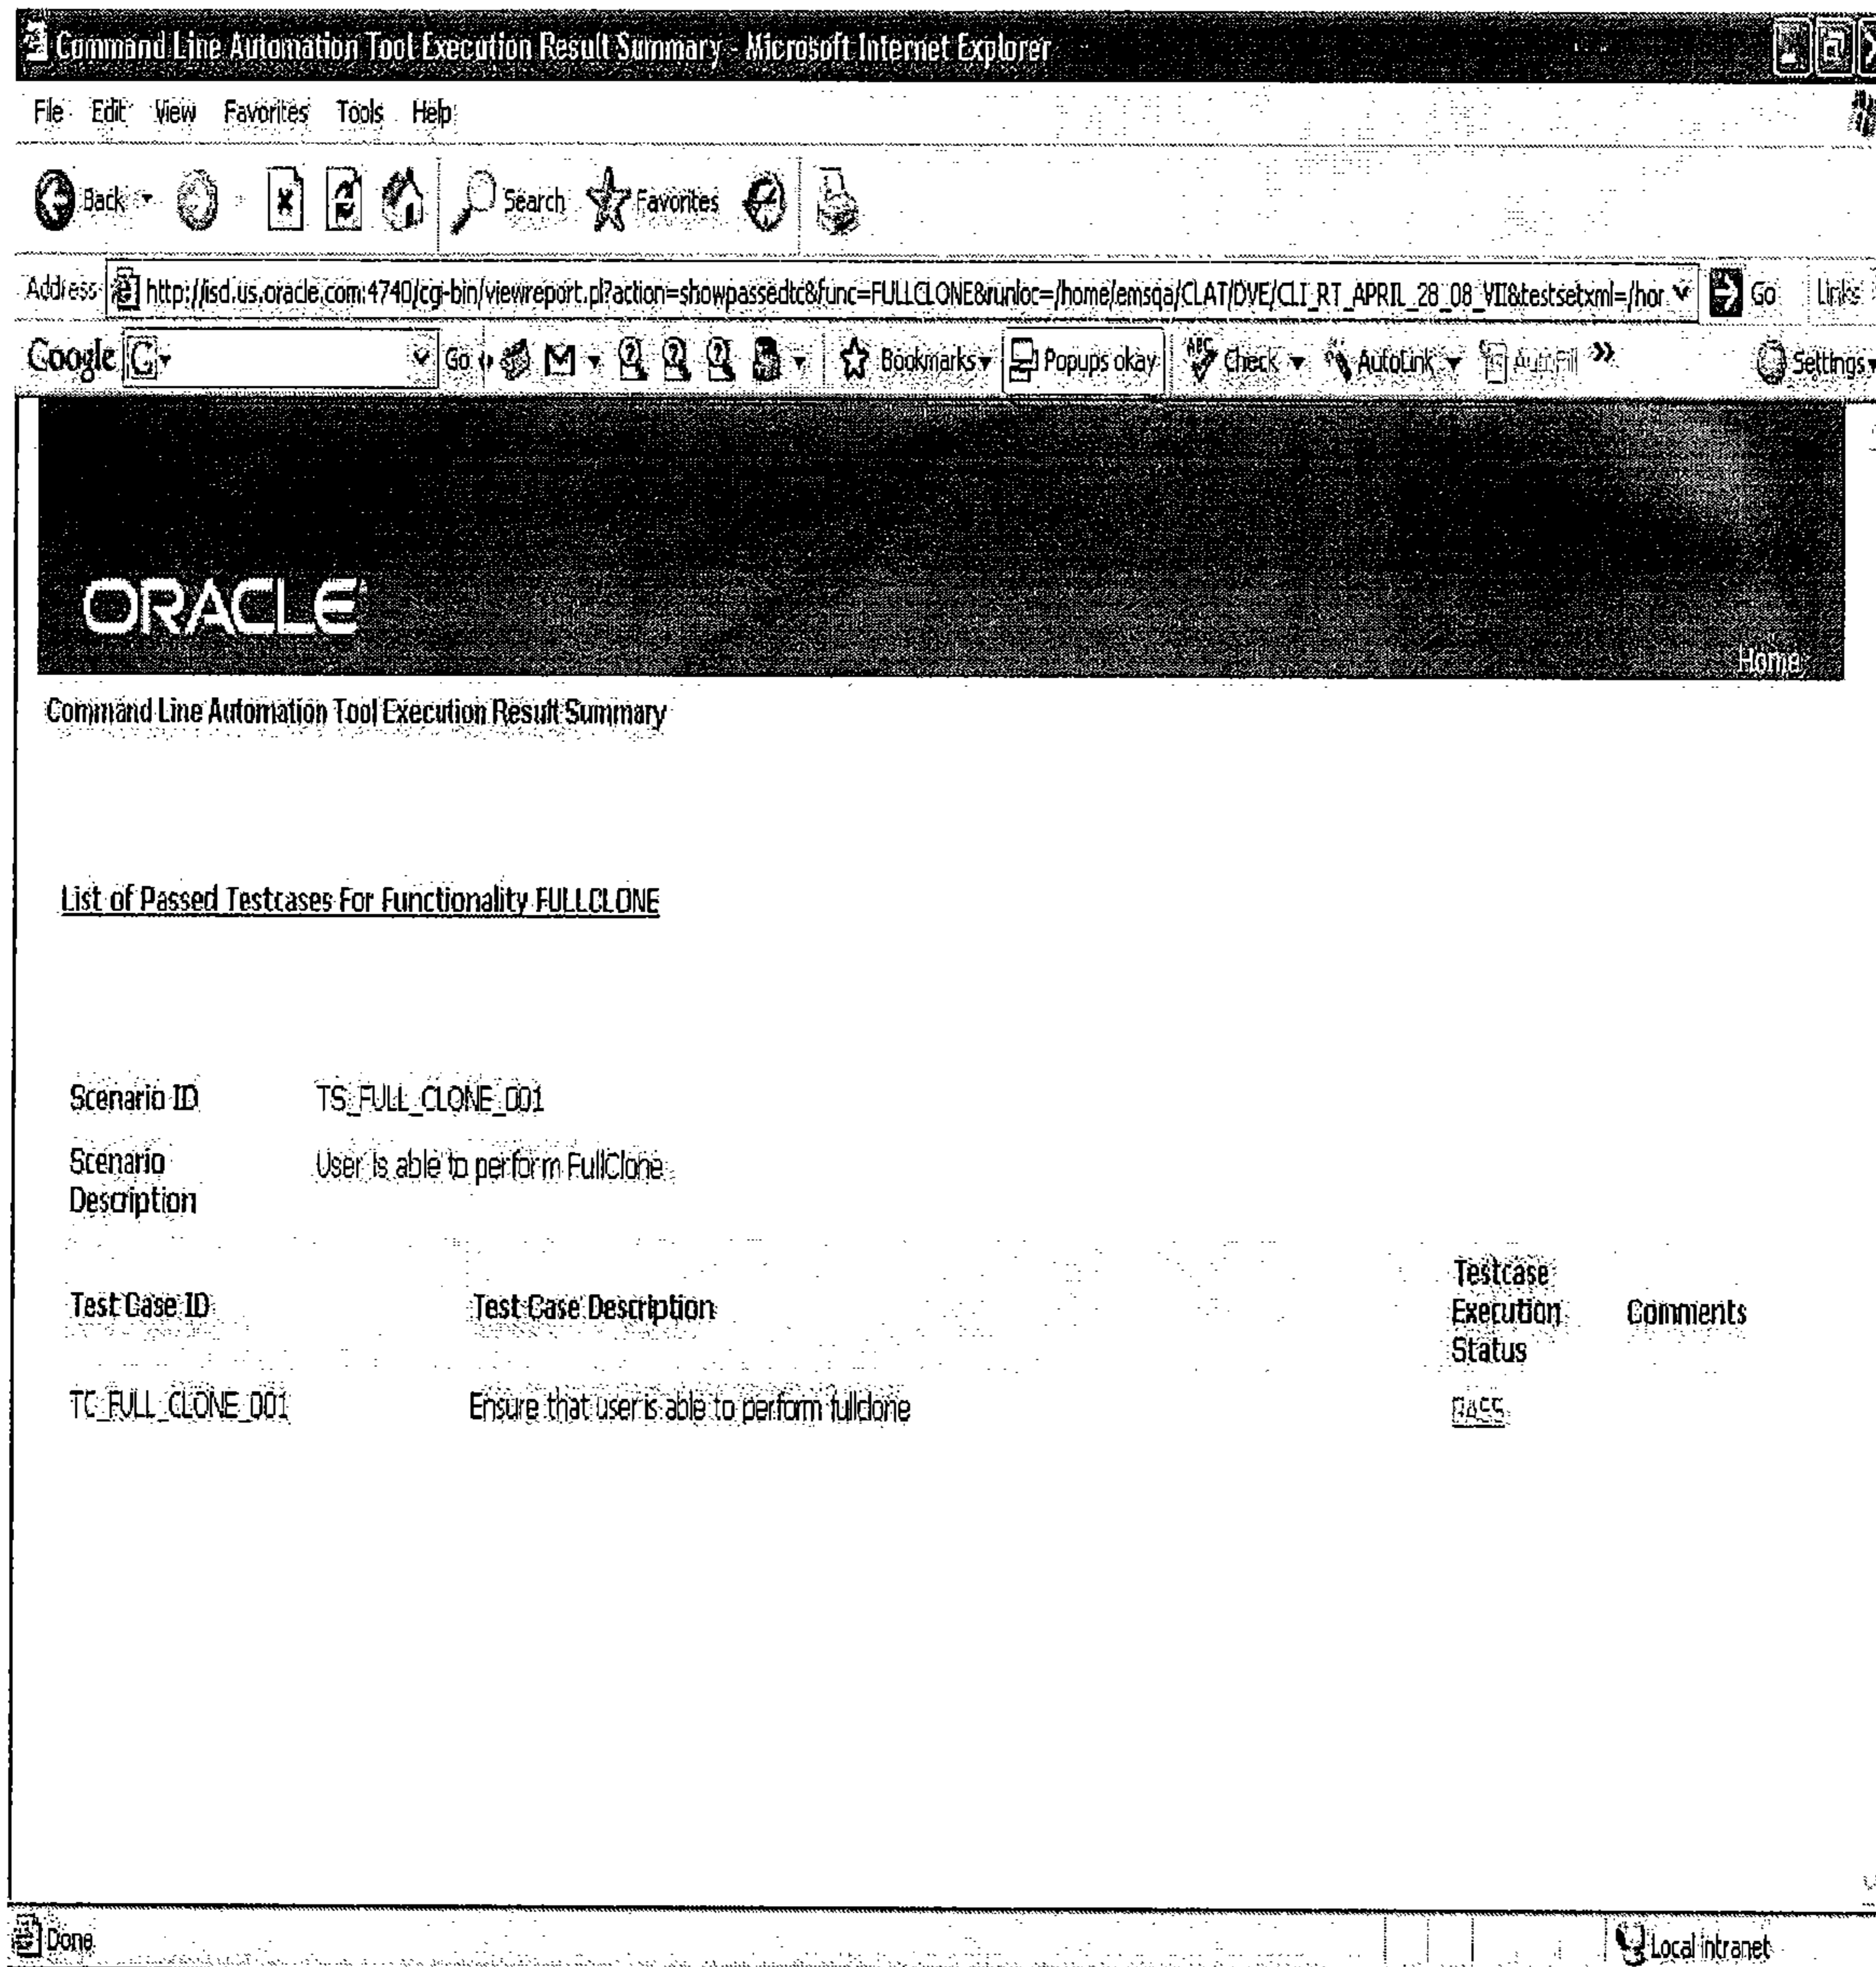 Command Line Automation Tool Execution Result Summary - Microsoft Internet Explorer
File Edit View Favorites Tools Help
Back Search Favorites
Address http://isd.us.oracle.com:4740/cgi-bin/viewreport.pl?action=showpassedtc&func=FULLCLONE&runloc=/home/emsqa/CLAT/DVE/CLI_RT_APRIL_28_08_VII&testsetxml=/hor Go Links
Google G Go Bookmarks Popups okay ABC Check AutoLink AutoFill » Settings
ORACLE
Home
Command Line Automation Tool Execution Result Summary
List of Passed Testcases For Functionality FULLCLONE
Scenario ID TS_FULL_CLONE_001
Scenario Description User is able to perform FullClone
Test Case ID Test Case Description Testcase Execution Status Comments
TC_FULL_CLONE_001 Ensure that user is able to perform fullclone PASS
Done Local intranet